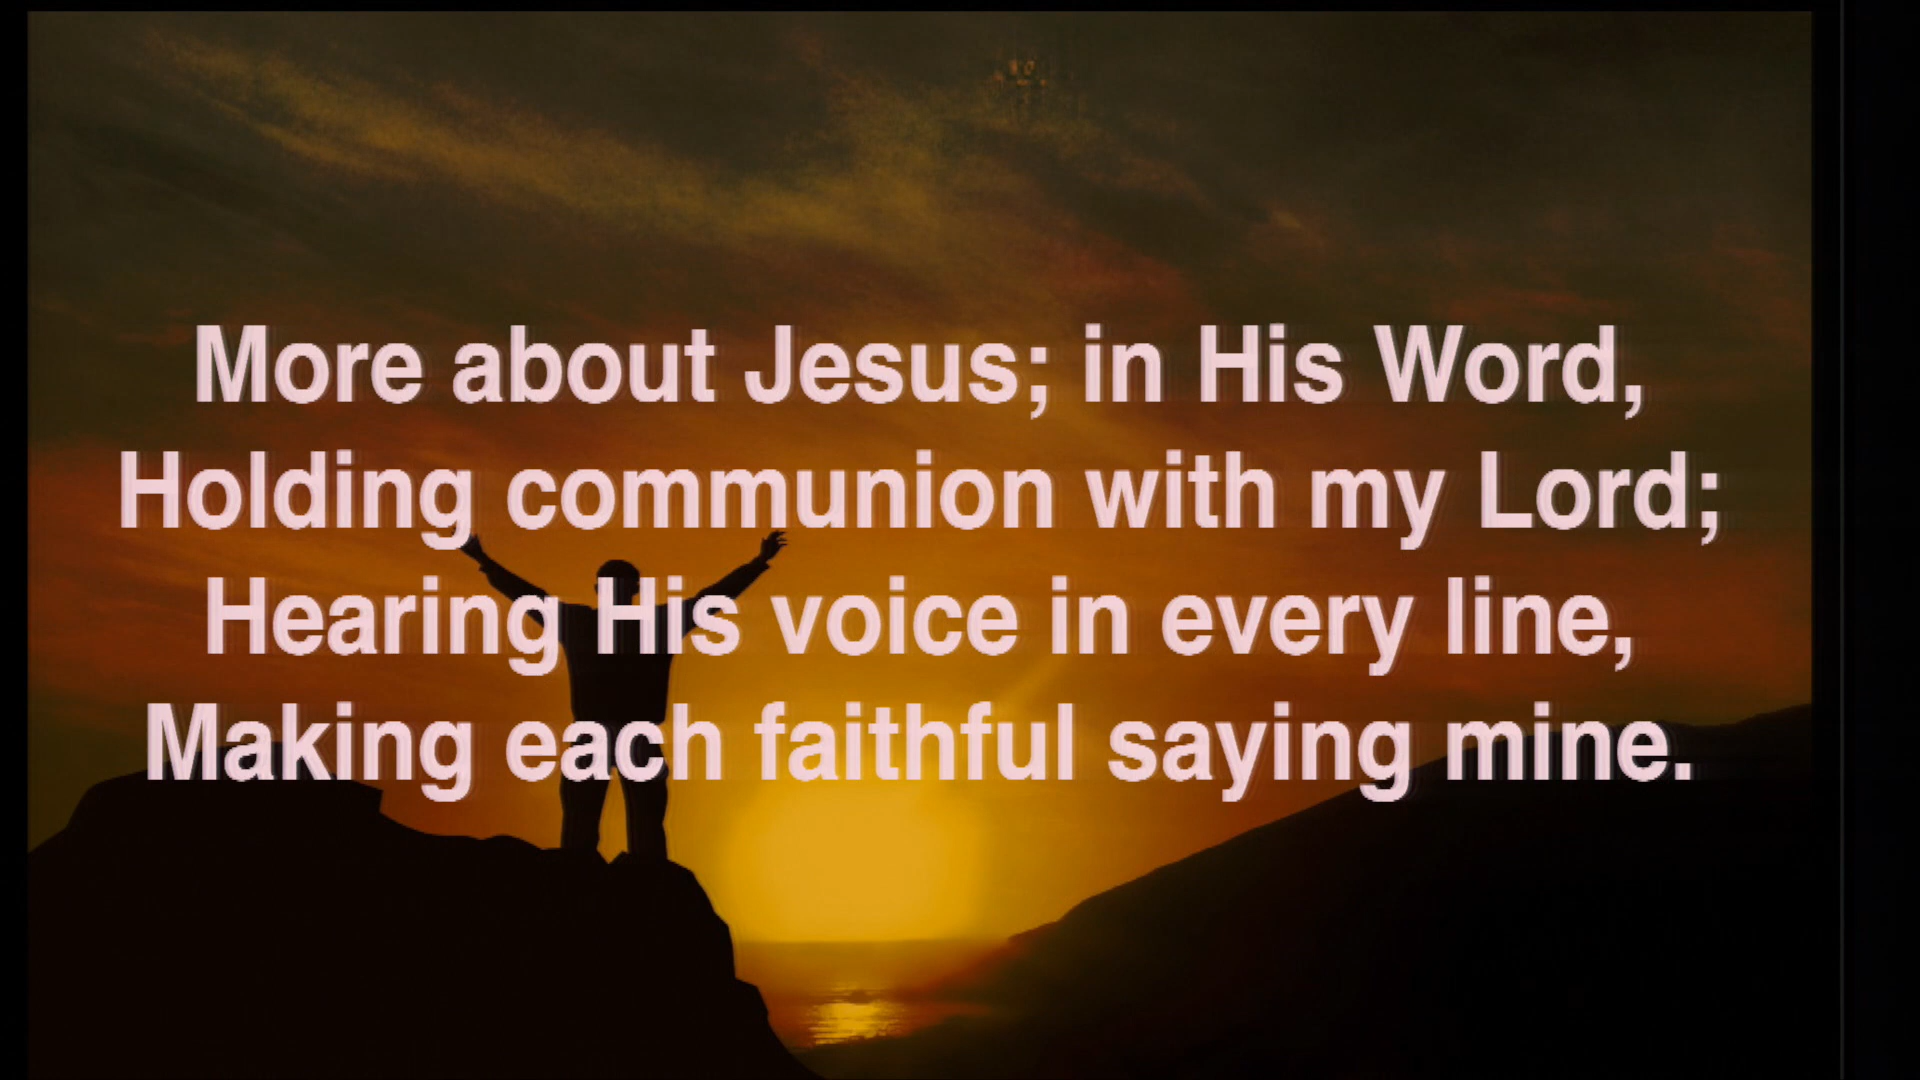 More about Jesus; in His Word,
Holding communion with my Lord;
Hearing His voice in every line,
Making each faithful saying mine.